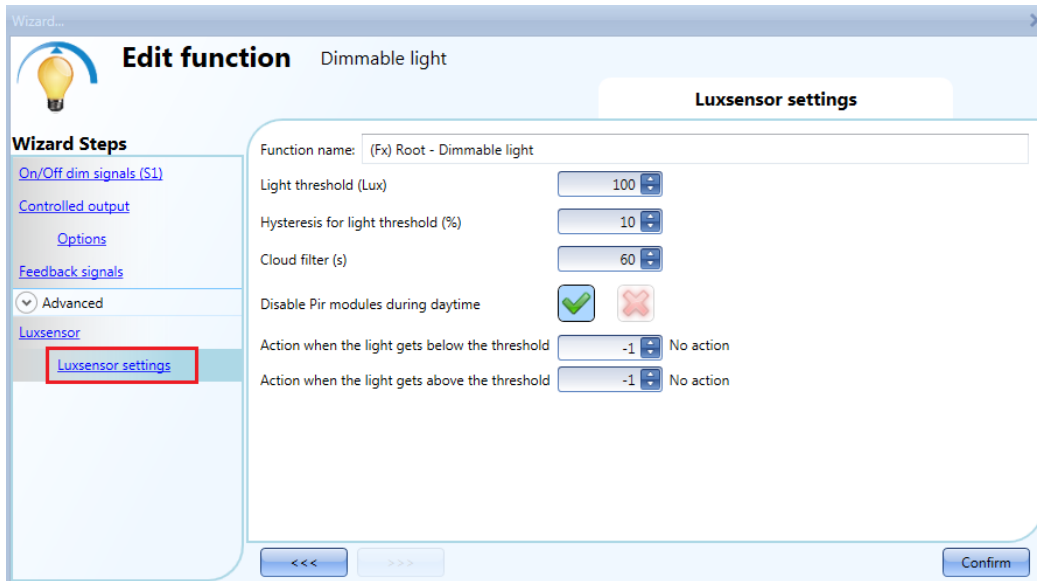 Wizard...
Edit function Dimmable light
Luxsensor settings
Wizard Steps
On/Off dim signals (S1)
Controlled output
Options
Feedback signals
Advanced
Luxsensor
Luxsensor settings
Function name: (Fx) Root - Dimmable light
Light threshold (Lux) 100
Hysteresis for light threshold (%) 10
Cloud filter (s) 60
Disable Pir modules during daytime
Action when the light gets below the threshold -1 No action
Action when the light gets above the threshold -1 No action
<<< >>> Confirm